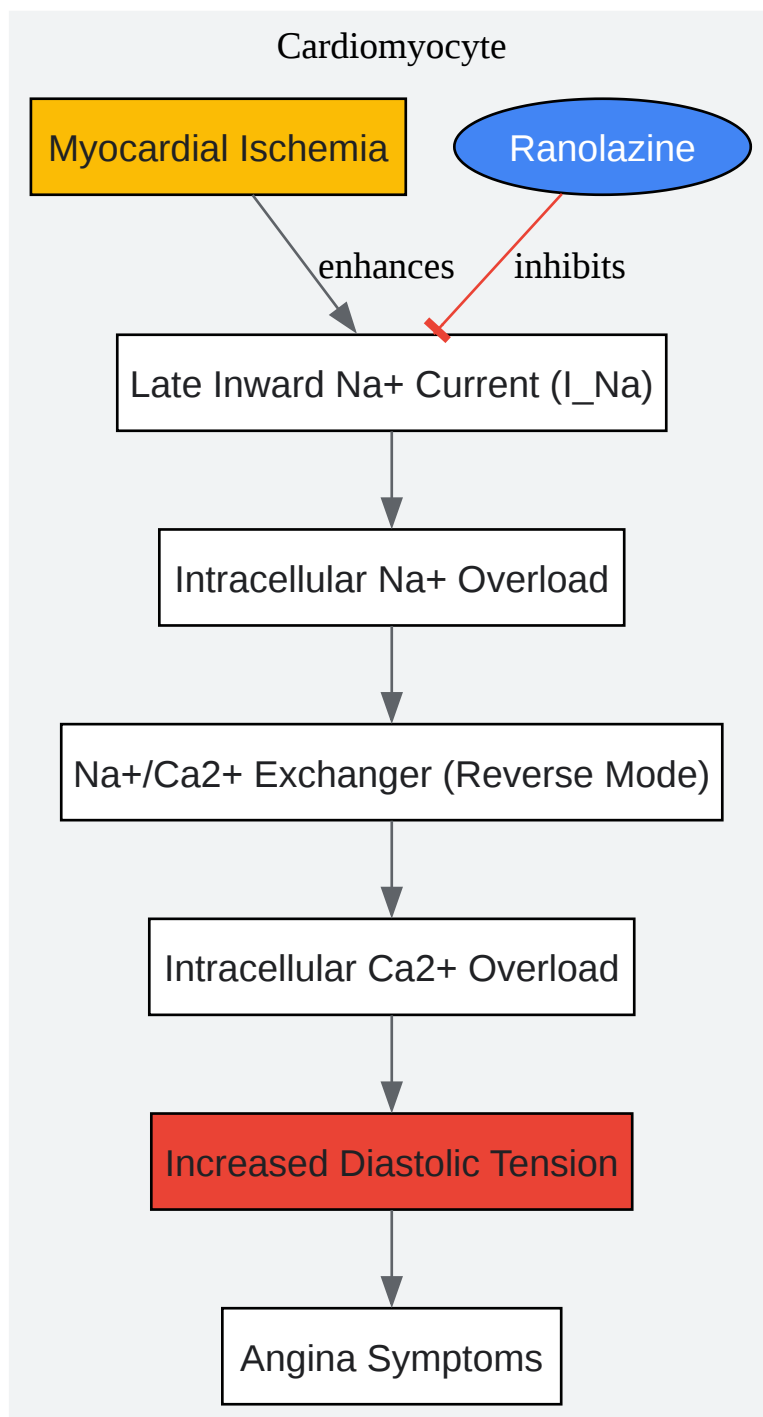 Cardiomyocyte
Myocardial Ischemia
Ranolazine
enhances
inhibits
Late Inward Na+ Current (I_Na)
Intracellular Na+ Overload
Na+/Ca2+ Exchanger (Reverse Mode)
Intracellular Ca2+ Overload
Increased Diastolic Tension
Angina Symptoms